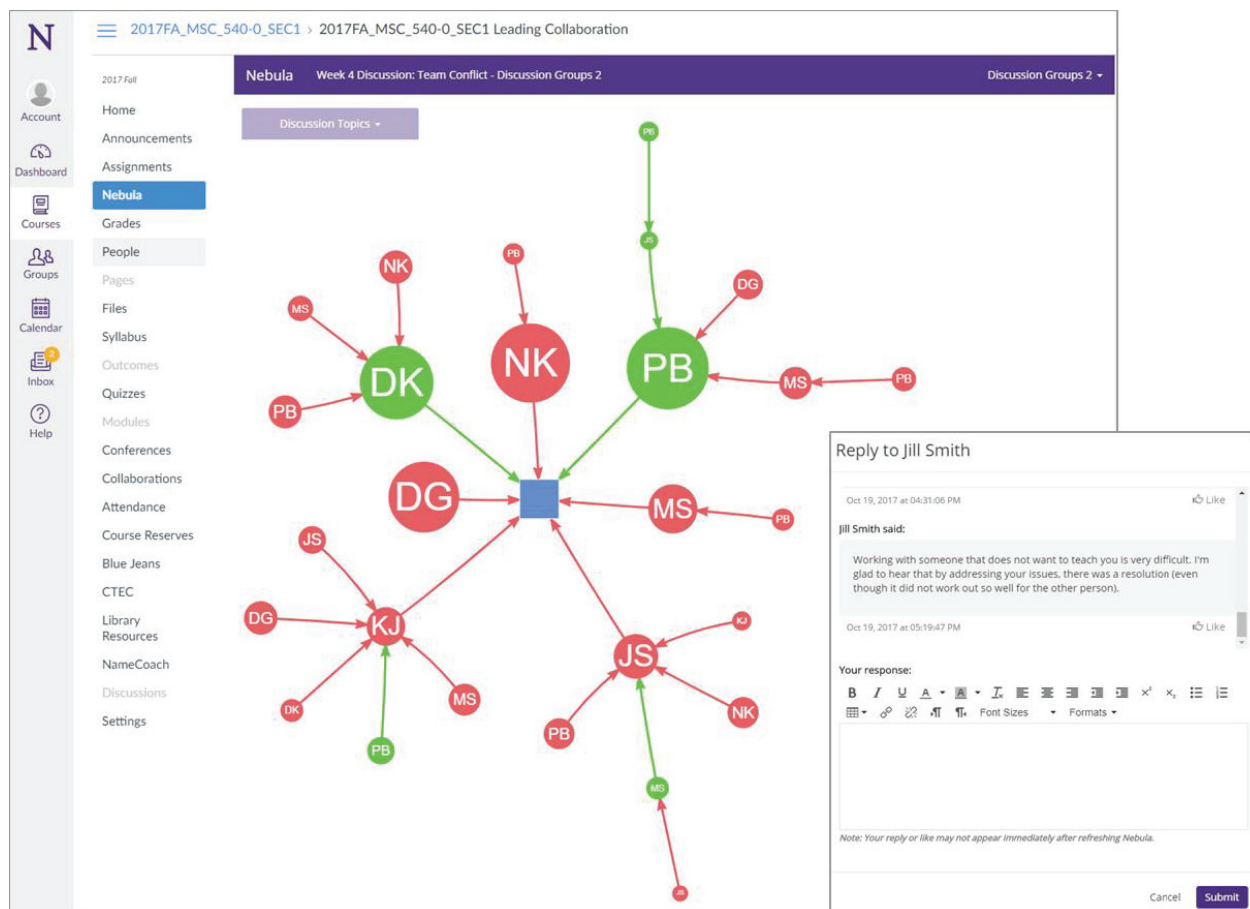 N
2017FA_MSC_540-0_SEC1 > 2017FA_MSC_540-0_SEC1 Leading Collaboration
Account
Dashboard
Courses
Groups
Calendar
2
Inbox
Help
2017 Fall
Home
Announcements
Assignments
Nebula
Grades
People
Pages
Files
Syllabus
Outcomes
Quizzes
Modules
Conferences
Collaborations
Attendance
Course Reserves
Blue Jeans
CTEC
Library
Resources
NameCoach
Discussions
Settings
Nebula Week 4 Discussion: Team Conflict - Discussion Groups 2 Discussion Groups 2
Discussion Topics
PB
JS
NK
PB
DG
MS
DK
NK
PB
MS
PB
PB
DG
MS
PB
JS
DG
KJ
KJ
JS
DK
MS
PB
NK
PB
MS
JS
Reply to Jill Smith
Oct 19, 2017 at 04:31:06 PM Like
Jill Smith said:
Working with someone that does not want to teach you is very difficult. I'm
glad to hear that by addressing your issues, there was a resolution (even
though it did not work out so well for the other person).
Oct 19, 2017 at 05:19:47 PM Like
Your response:
B I U A A Tx x² x₂
Font Sizes Formats
Note: Your reply or like may not appear immediately after refreshing Nebula.
Cancel Submit